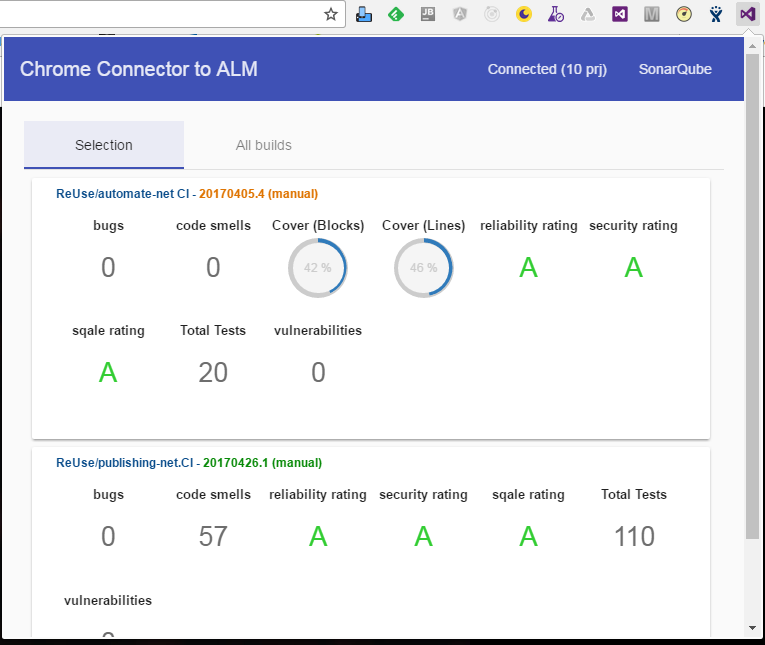 JB
M
Chrome Connector to ALM Connected (10 prj) SonarQube
Selection All builds
ReUse/automate-net CI - 20170405.4 (manual)
bugs code smells Cover (Blocks) Cover (Lines) reliability rating security rating
0 0 42 % 46 % A A
sqale rating Total Tests vulnerabilities
A 20 0
ReUse/publishing-net.CI - 20170426.1 (manual)
bugs code smells reliability rating security rating sqale rating Total Tests
0 57 A A A 110
vulnerabilities